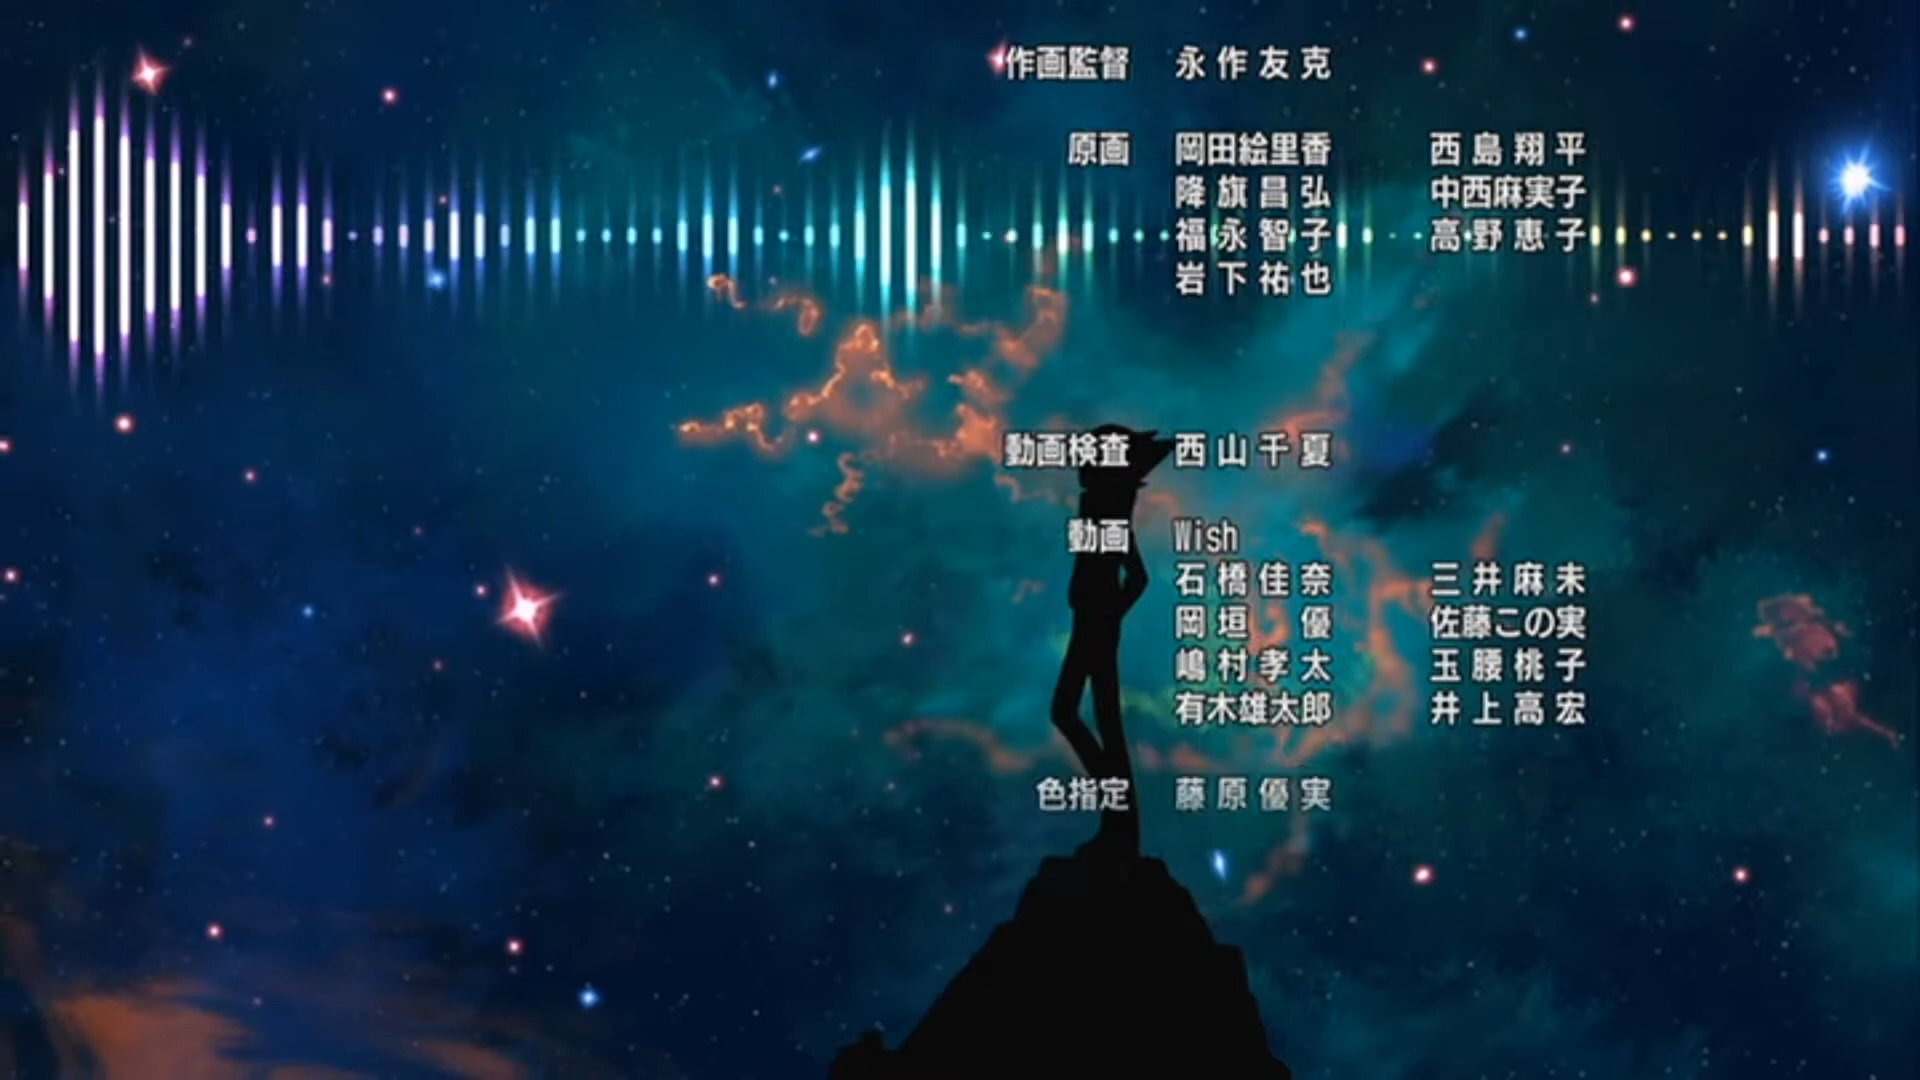 作画監督 永作友克
原画 岡田絵里香 西島翔平
降旗昌弘 中西麻実子
福永智子 高野恵子
岩下祐也
動画検査 西山千夏
動画 Wish
石橋佳奈 三井麻未
岡垣 優 佐藤この実
嶋村孝太 玉腰桃子
有木雄太郎 井上高宏
色指定 藤原優実